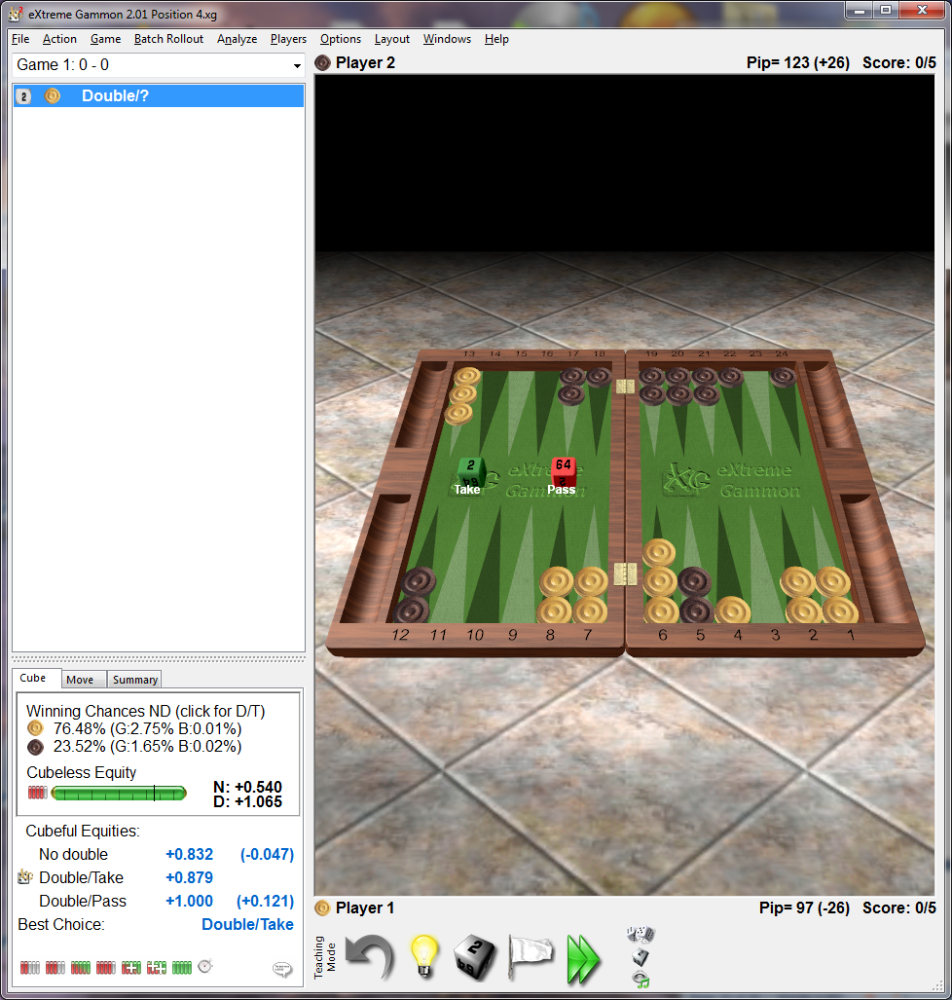 eXtreme Gammon 2.01 Position 4.xg
File Action Game Batch Rollout Analyze Players Options Layout Windows Help
Game 1: 0 - 0
Player 2 Pip= 123 (+26) Score: 0/5
2 Double/?
13 14 15 16 17 18 19 20 21 22 23 24
2 64
eXtreme
Gammon
XG eXtreme
Gammon
Take Pass
12 11 10 9 8 7 6 5 4 3 2 1
Cube Move Summary
Winning Chances ND (click for D/T)
76.48% (G:2.75% B:0.01%)
23.52% (G:1.65% B:0.02%)
Cubeless Equity
N: +0.540
D: +1.065
Cubeful Equities:
No double +0.832 (-0.047)
Double/Take +0.879
Double/Pass +1.000 (+0.121)
Best Choice: Double/Take
Player 1 Pip= 97 (-26) Score: 0/5
Teaching
Mode
2
64